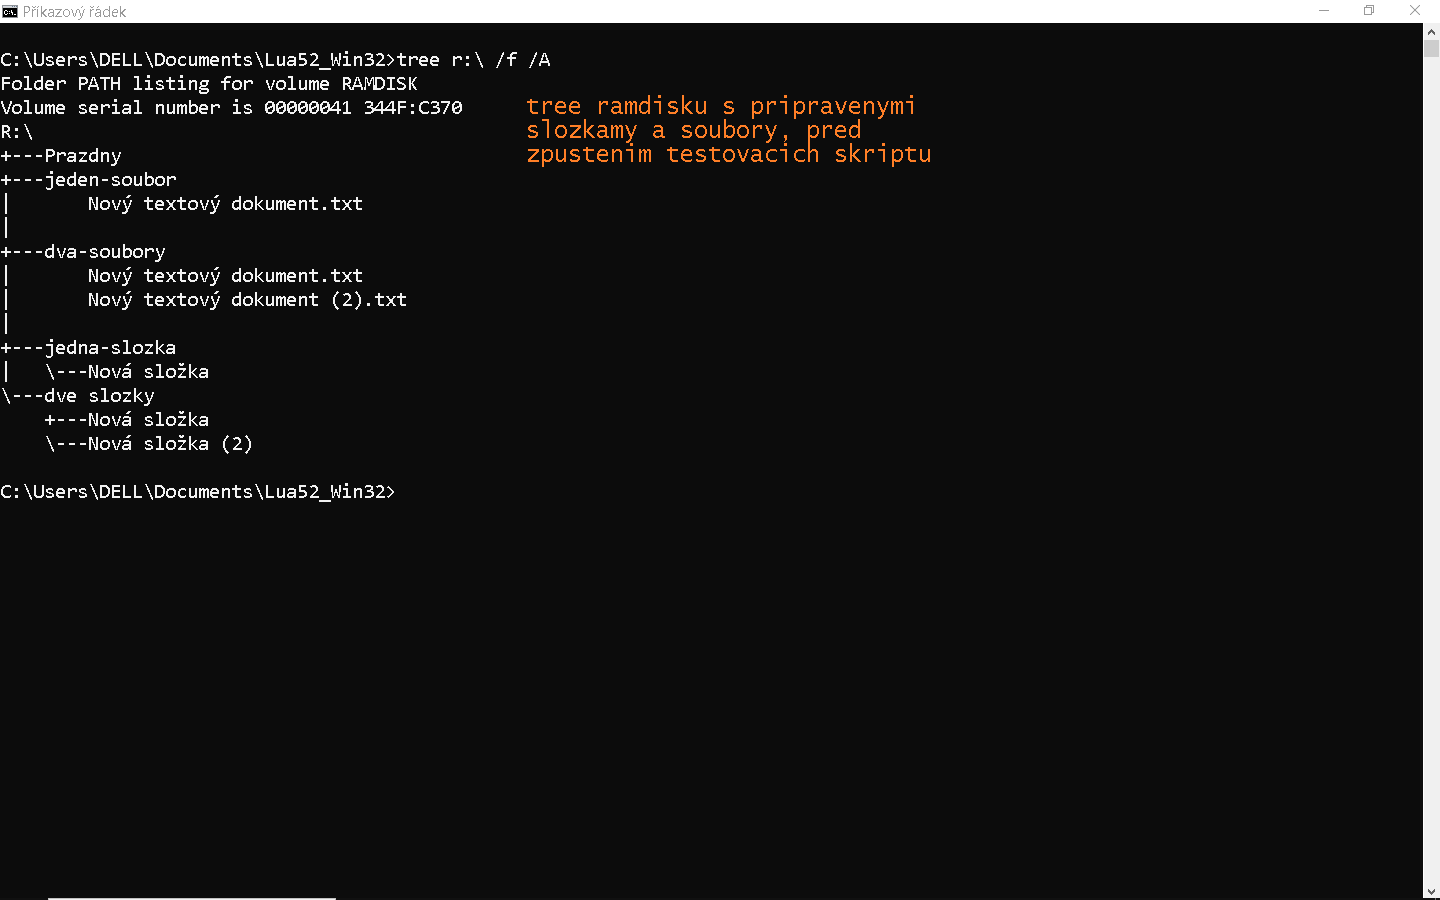 Příkazový řádek
C:\Users\DELL\Documents\Lua52_Win32>tree r:\ /f /A
Folder PATH listing for volume RAMDISK
Volume serial number is 00000041 344F:C370
R:\
+---Prazdny
+---jeden-soubor
|       Nový textový dokument.txt
|
+---dva-soubory
|       Nový textový dokument.txt
|       Nový textový dokument (2).txt
|
+---jedna-slozka
|   \---Nová složka
\---dve slozky
    +---Nová složka
    \---Nová složka (2)
C:\Users\DELL\Documents\Lua52_Win32>
tree ramdisku s pripravenymi
slozkamy a soubory, pred
zpustenim testovacich skriptu